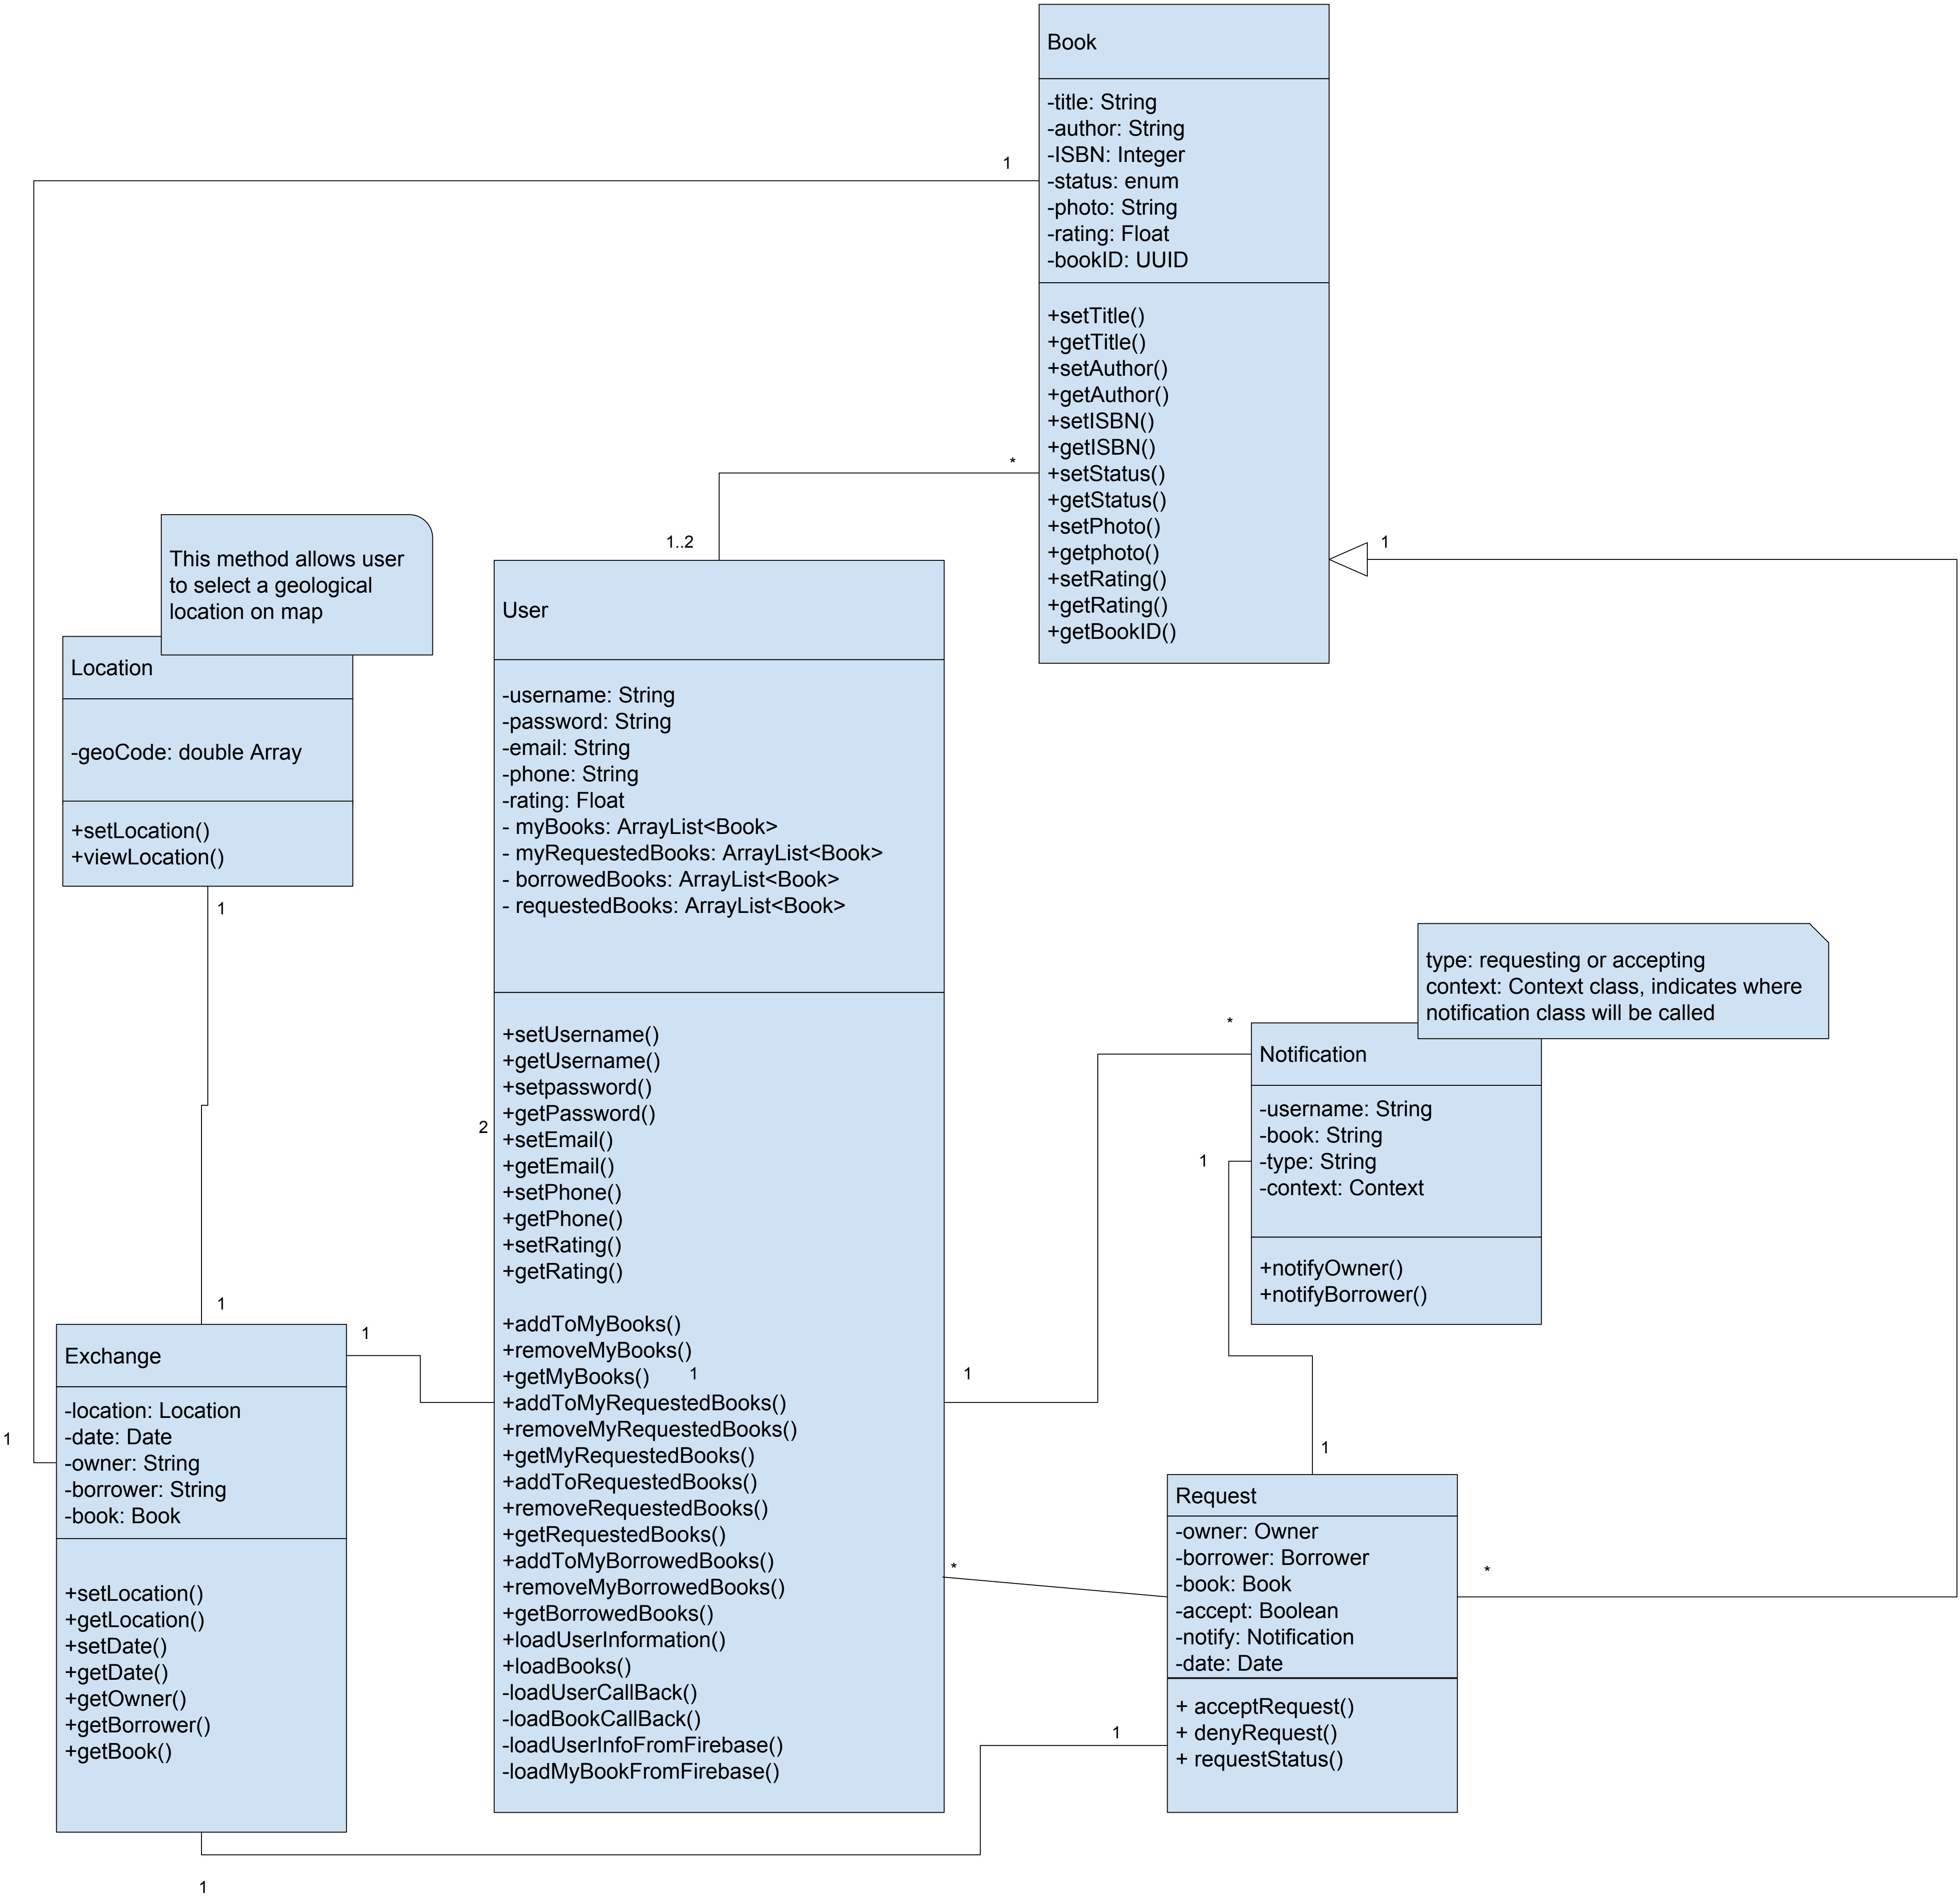 Book
-title: String
-author: String
-ISBN: Integer
-status: enum
-photo: String
-rating: Float
-bookID: UUID
+setTitle()
+getTitle()
+setAuthor()
+getAuthor()
+setISBN()
+getISBN()
+setStatus()
+getStatus()
+setPhoto()
+getphoto()
+setRating()
+getRating()
+getBookID()
1
*
1..2
1
This method allows user
to select a geological
location on map
Location
-geoCode: double Array
+setLocation()
+viewLocation()
1
User
-username: String
-password: String
-email: String
-phone: String
-rating: Float
- myBooks: ArrayList<Book>
- myRequestedBooks: ArrayList<Book>
- borrowedBooks: ArrayList<Book>
- requestedBooks: ArrayList<Book>
+setUsername()
+getUsername()
+setpassword()
+getPassword()
+setEmail()
+getEmail()
+setPhone()
+getPhone()
+setRating()
+getRating()
+addToMyBooks()
+removeMyBooks()
+getMyBooks()
1
+addToMyRequestedBooks()
+removeMyRequestedBooks()
+getMyRequestedBooks()
+addToRequestedBooks()
+removeRequestedBooks()
+getRequestedBooks()
+addToMyBorrowedBooks()
+removeMyBorrowedBooks()
+getBorrowedBooks()
+loadUserInformation()
+loadBooks()
-loadUserCallBack()
-loadBookCallBack()
-loadUserInfoFromFirebase()
-loadMyBookFromFirebase()
2
1
*
type: requesting or accepting
context: Context class, indicates where
notification class will be called
*
Notification
-username: String
-book: String
-type: String
-context: Context
+notifyOwner()
+notifyBorrower()
1
1
1
1
1
Exchange
-location: Location
-date: Date
-owner: String
-borrower: String
-book: Book
+setLocation()
+getLocation()
+setDate()
+getDate()
+getOwner()
+getBorrower()
+getBook()
1
Request
-owner: Owner
-borrower: Borrower
-book: Book
-accept: Boolean
-notify: Notification
-date: Date
+ acceptRequest()
+ denyRequest()
+ requestStatus()
*
1